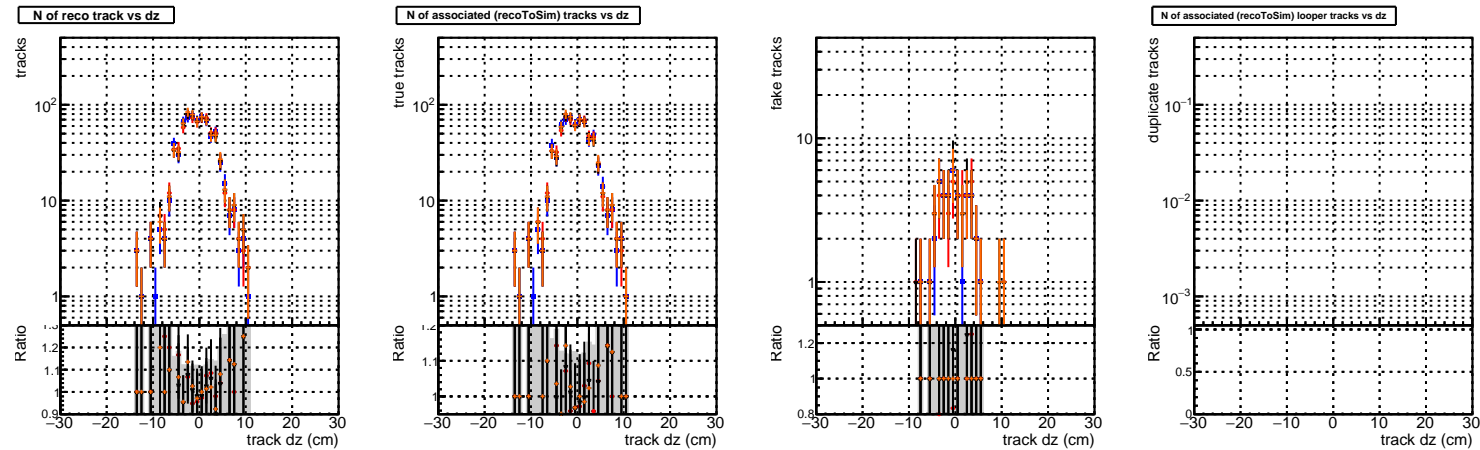 N of reco track vs dz
tracks
10²
10
1
Ratio
1.3
1.2
1.1
1
0.9
−30 −20 −10 0 10 20 30
track dz (cm)
N of associated (recoToSim) tracks vs dz
true tracks
10²
10
1
Ratio
1.2
1.1
1
−30 −20 −10 0 10 20 30
track dz (cm)
fake tracks
10
1
Ratio
1.2
1
0.8
−30 −20 −10 0 10 20 30
track dz (cm)
N of associated (recoToSim) looper tracks vs dz
duplicate tracks
10⁻¹
10⁻²
10⁻³
Ratio
1
0.5
0
−30 −20 −10 0 10 20 30
track dz (cm)